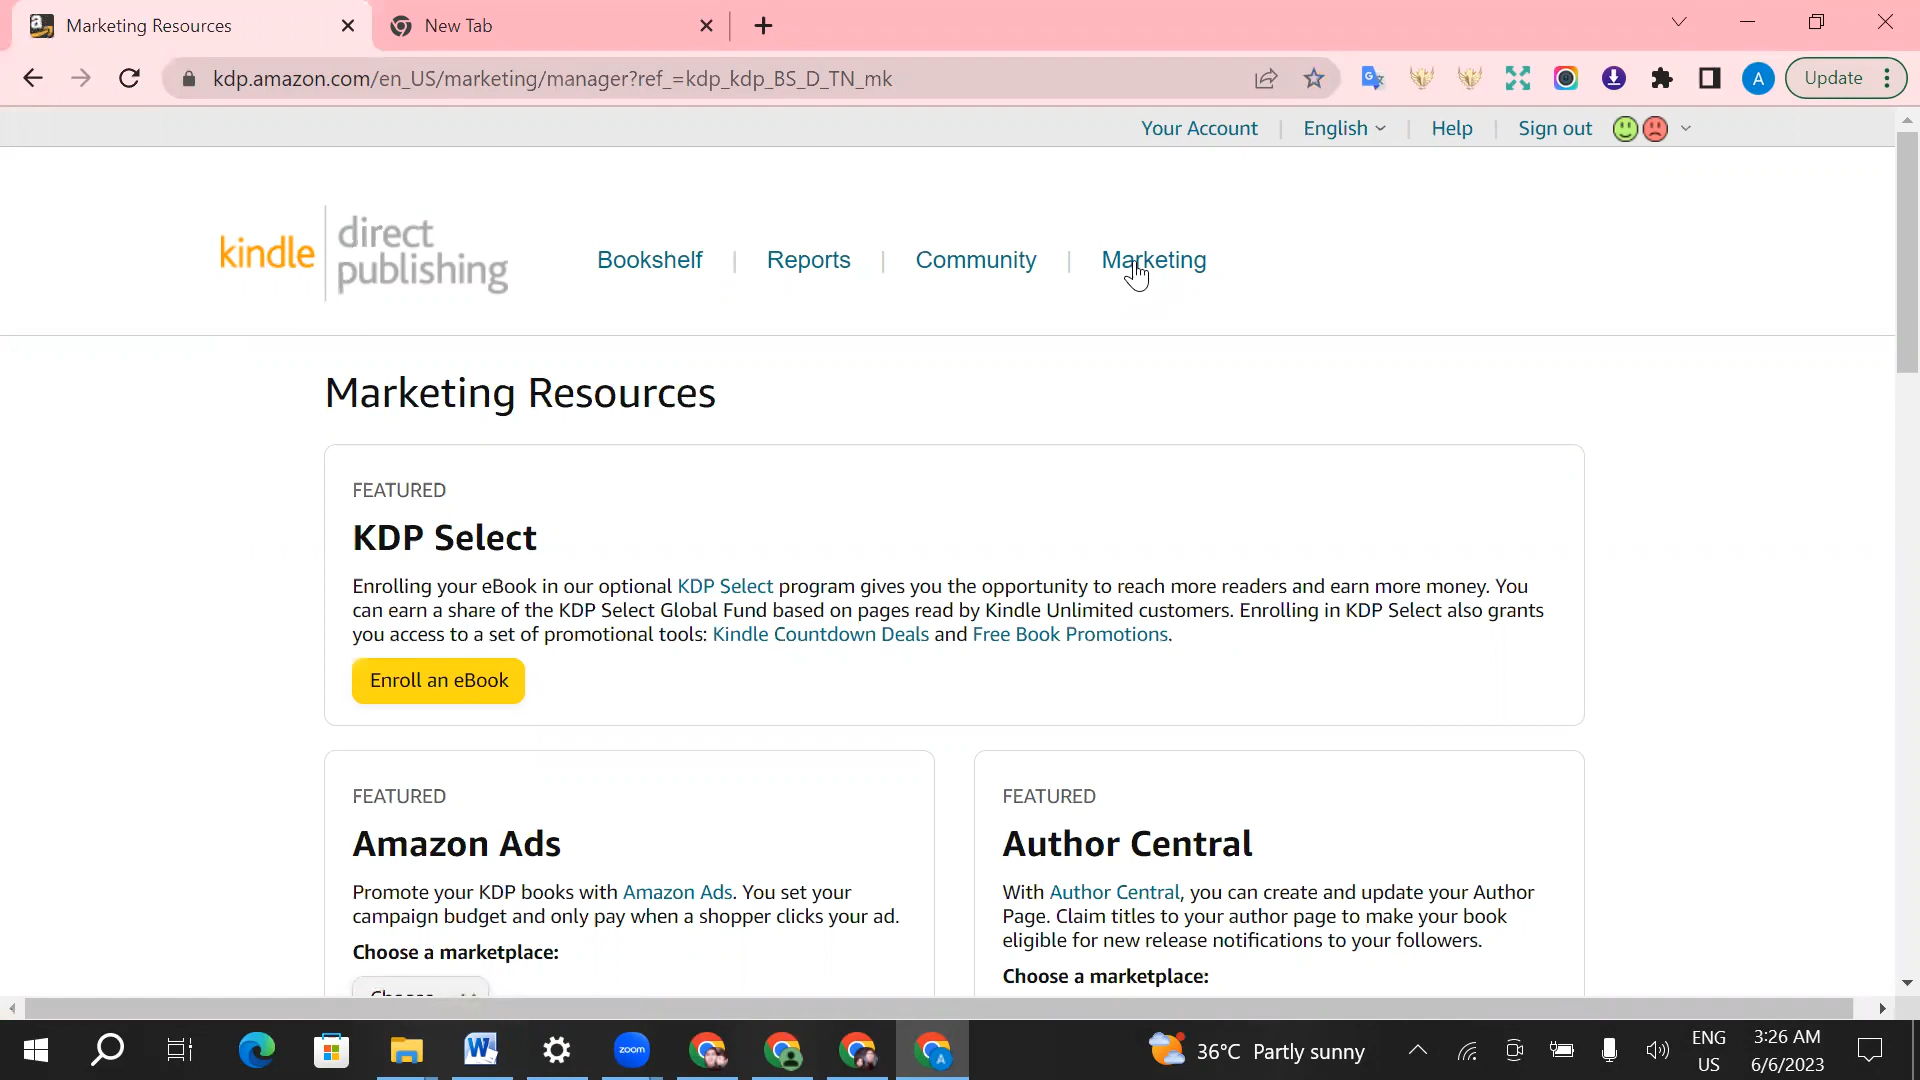 Marketing Resources
New Tab
kdp.amazon.com/en_US/marketing/manager?ref_=kdp_kdp_BS_D_TN_mk
A
Update
Your Account | English | Help | Sign out
kindle direct publishing
Bookshelf | Reports | Community | Marketing
Marketing Resources
FEATURED
KDP Select
Enrolling your eBook in our optional KDP Select program gives you the opportunity to reach more readers and earn more money. You
can earn a share of the KDP Select Global Fund based on pages read by Kindle Unlimited customers. Enrolling in KDP Select also grants
you access to a set of promotional tools: Kindle Countdown Deals and Free Book Promotions.
Enroll an eBook
FEATURED
Amazon Ads
Promote your KDP books with Amazon Ads. You set your
campaign budget and only pay when a shopper clicks your ad.
Choose a marketplace:
FEATURED
Author Central
With Author Central, you can create and update your Author
Page. Claim titles to your author page to make your book
eligible for new release notifications to your followers.
Choose a marketplace:
zoom
36°C Partly sunny
ENG
US
3:26 AM
6/6/2023